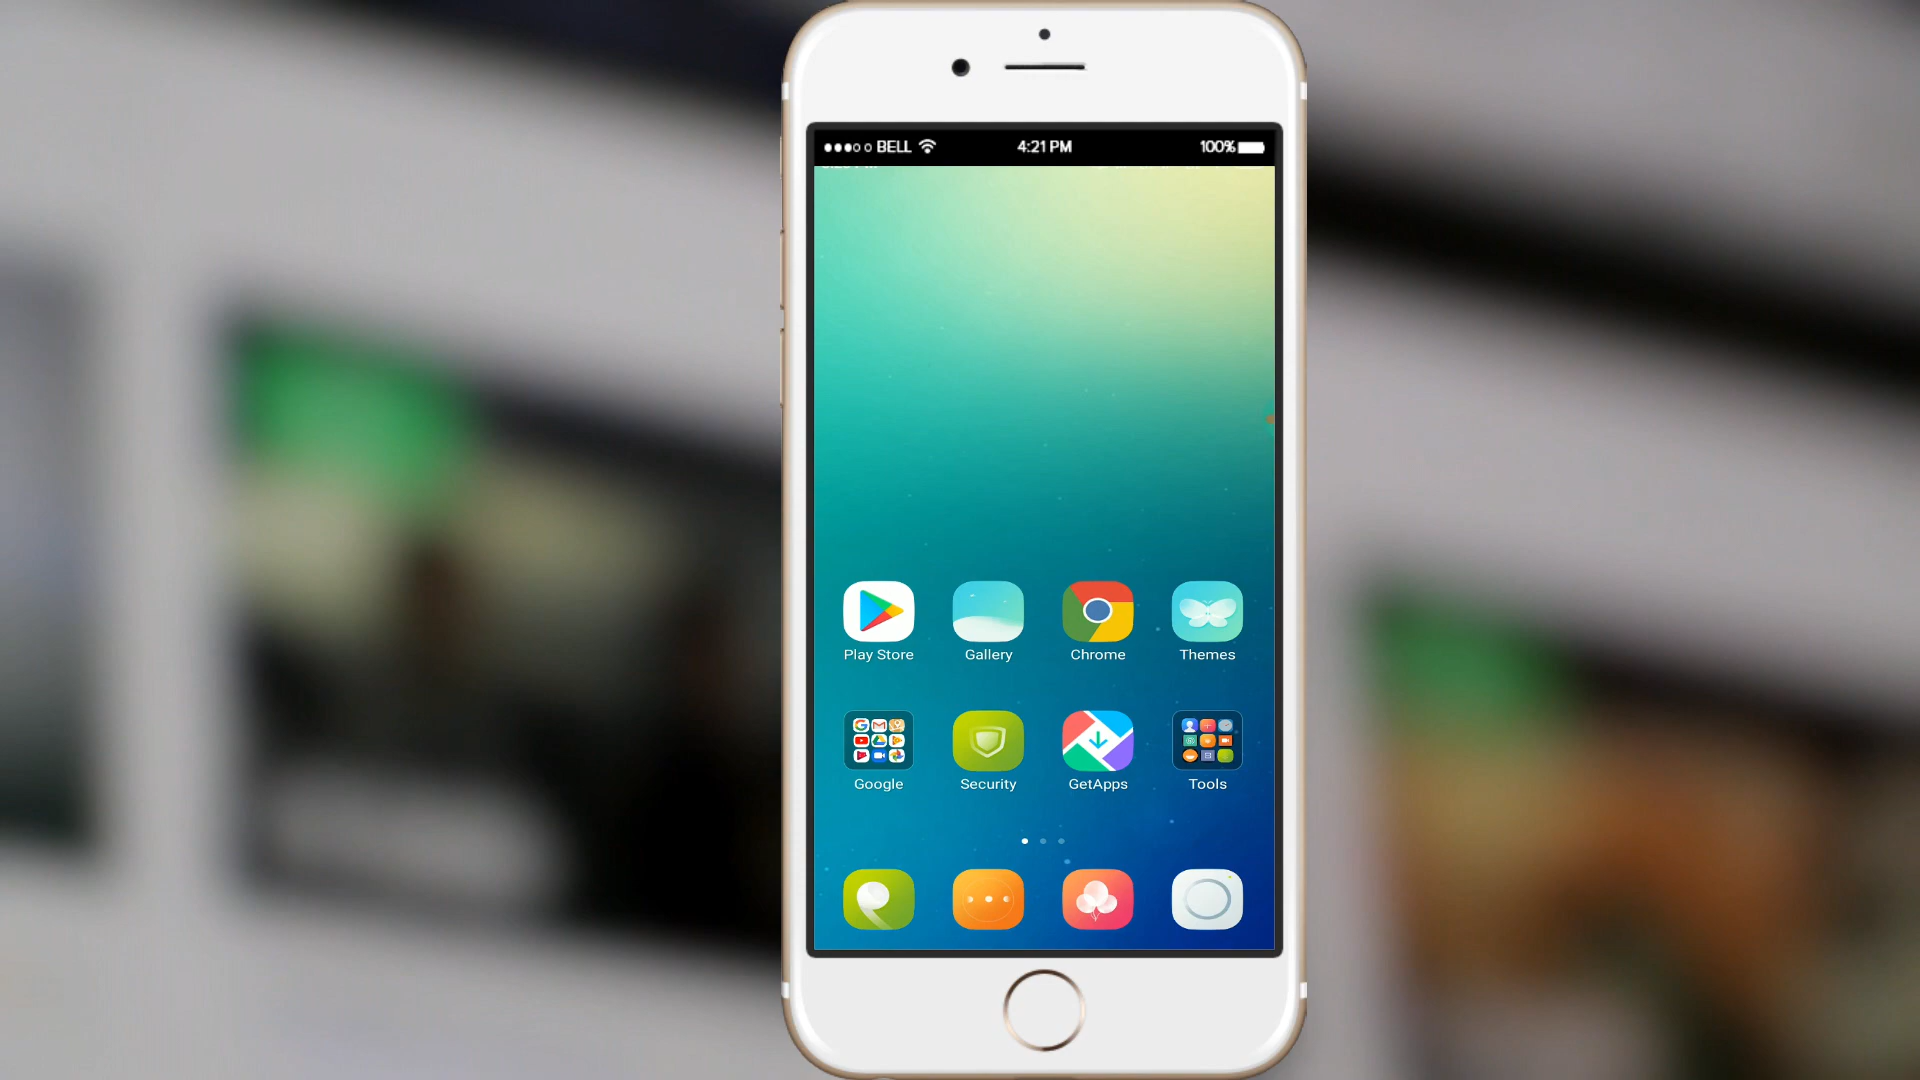 BELL 4:21 PM 100%
Play Store Gallery Chrome Themes
Google Security GetApps Tools